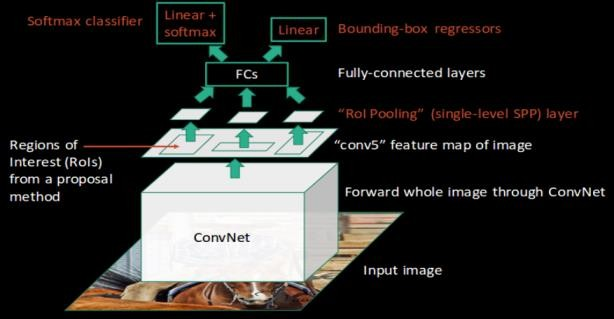 Softmax classifier
Linear +
softmax
Linear
Bounding-box regressors
FCs
Fully-connected layers
"RoI Pooling" (single-level SPP) layer
Regions of
Interest (RoIs)
from a proposal
method
"conv5" feature map of image
Forward whole image through ConvNet
ConvNet
Input image